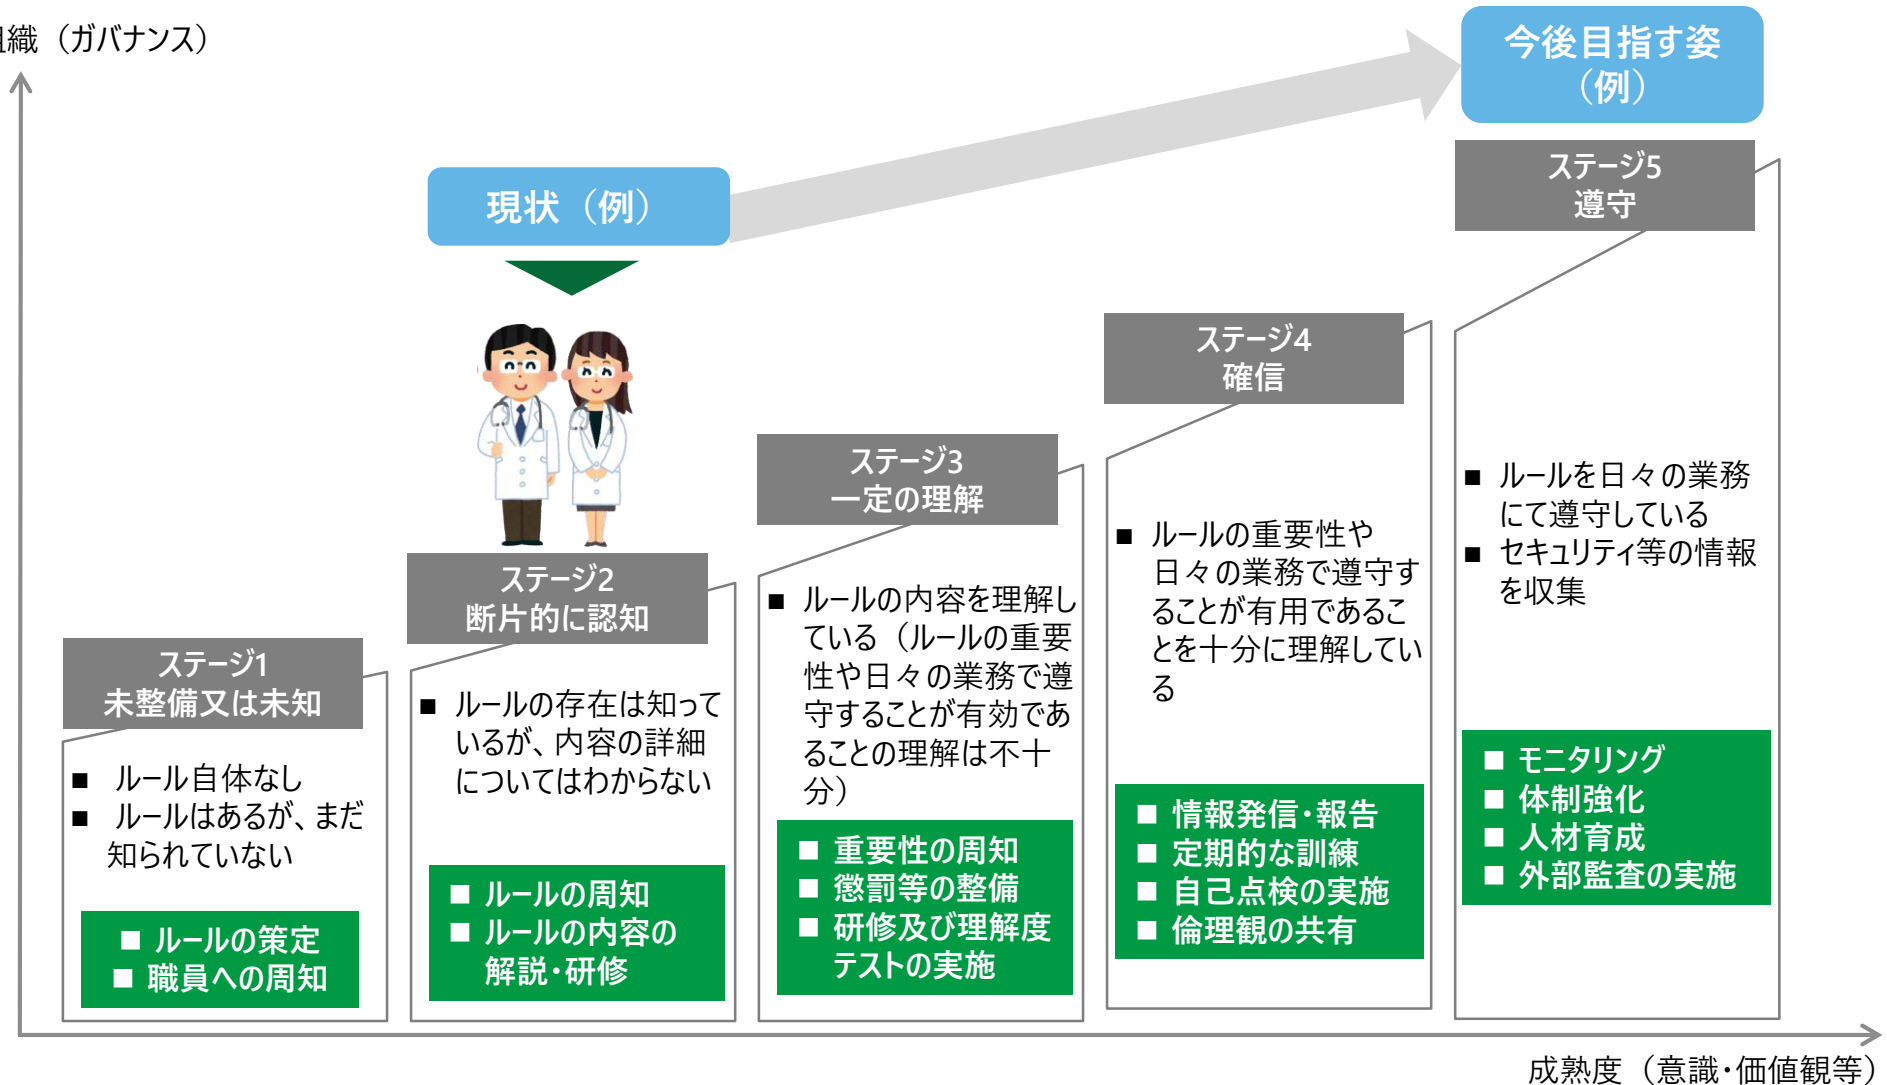 織（ガバナンス）
今後目指す姿
（例）
現状（例）
ステージ5
遵守
ステージ4
確信
ステージ3
一定の理解
ステージ2
断片的に認知
ステージ1
未整備又は未知
■ ルール自体なし
■ ルールはあるが、まだ
知られていない
■ ルールの策定
■ 職員への周知
■ ルールの存在は知って
いるが、内容の詳細
についてはわからない
■ ルールの周知
■ ルールの内容の
解説・研修
■ ルールの内容を理解し
ている（ルールの重要
性や日々の業務で遵
守することが有効であ
ることの理解は不十
分）
■ 重要性の周知
■ 懲罰等の整備
■ 研修及び理解度
テストの実施
■ ルールの重要性や
日々の業務で遵守す
ることが有用であるこ
とを十分に理解してい
る
■ 情報発信・報告
■ 定期的な訓練
■ 自己点検の実施
■ 倫理観の共有
■ ルールを日々の業務
にて遵守している
■ セキュリティ等の情報
を収集
■ モニタリング
■ 体制強化
■ 人材育成
■ 外部監査の実施
成熟度（意識・価値観等）